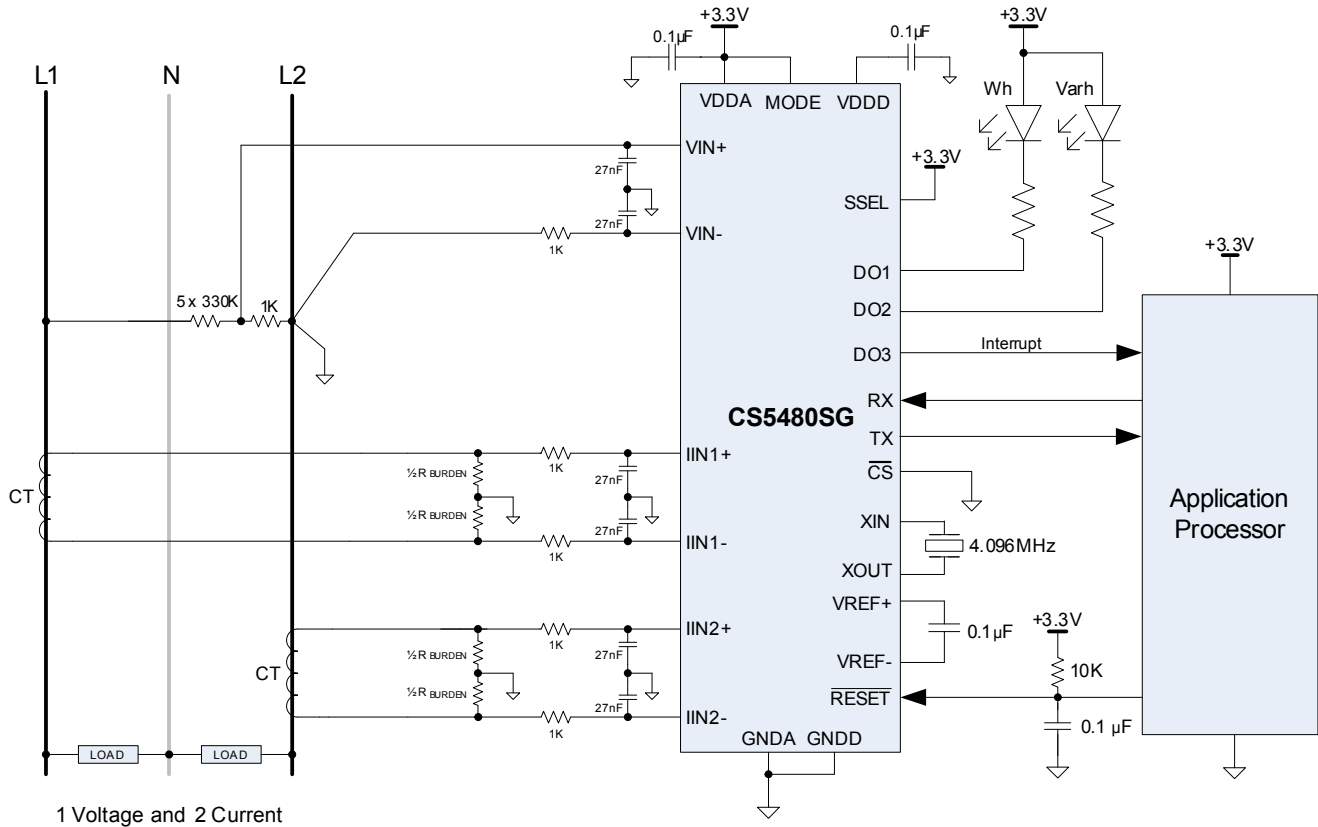 +3.3V
+3.3V
0.1µF
0.1µF
L1
N
L2
VDDA
MODE
VDDD
Wh
Varh
VIN+
27nF
+3.3V
SSEL
27nF
VIN-
1K
+3.3V
DO1
5 x 330K
1K
DO2
DO3
Interrupt
RX
CS5480SG
TX
IIN1+
1K
27nF
CS
½R BURDEN
CT
Application
Processor
½R BURDEN
27nF
XIN
IIN1-
1K
4.096MHz
XOUT
VREF+
IIN2+
1K
0.1µF
+3.3V
½R BURDEN
27nF
VREF-
CT
10K
½R BURDEN
27nF
RESET
IIN2-
1K
0.1 µF
GNDA
GNDD
LOAD
LOAD
1 Voltage and 2 Current